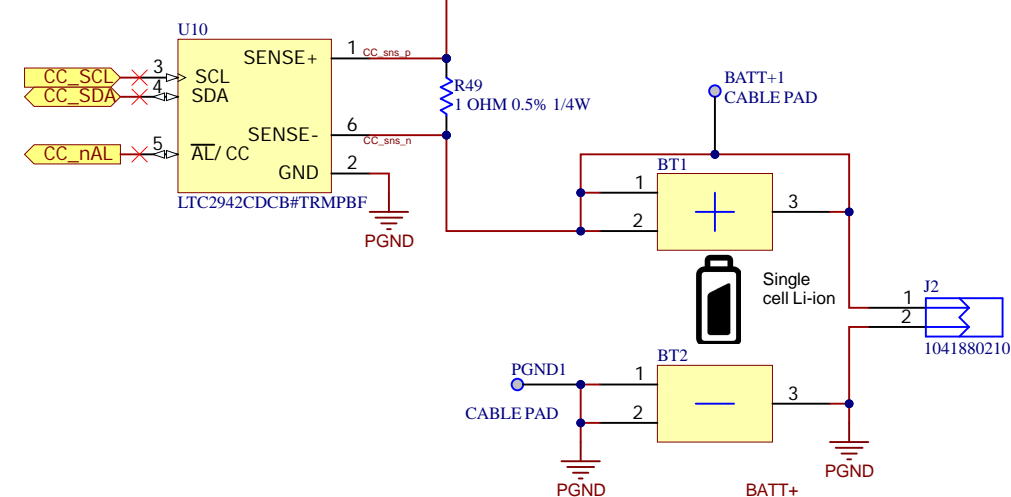 U10
1
CC_sns_p
SENSE+
CC_SCL
3
SCL
CC_SDA
4
SDA
R49
1 OHM 0.5% 1/4W
BATT+1
CABLE PAD
SENSE-
6
CC_sns_n
CC_nAL
5
AL/ CC
GND
2
LTC2942CDCB#TRMPBF
PGND
BT1
1
2
3
Single
cell Li-ion
J2
1
2
1041880210
BT2
PGND1
1
CABLE PAD
2
3
PGND
PGND
BATT+